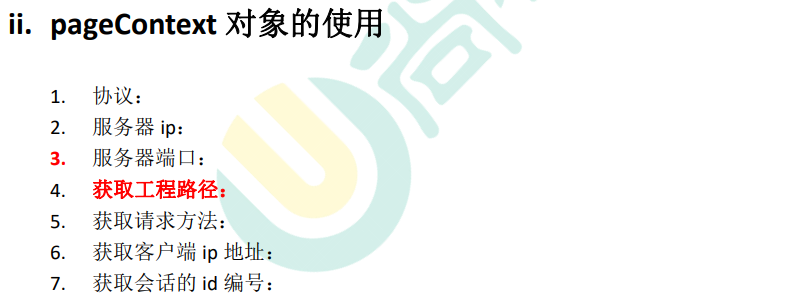 ii. pageContext 对象的使用
1. 协议：
2. 服务器 ip：
3. 服务器端口：
4. 获取工程路径：
5. 获取请求方法：
6. 获取客户端 ip 地址：
7. 获取会话的 id 编号：